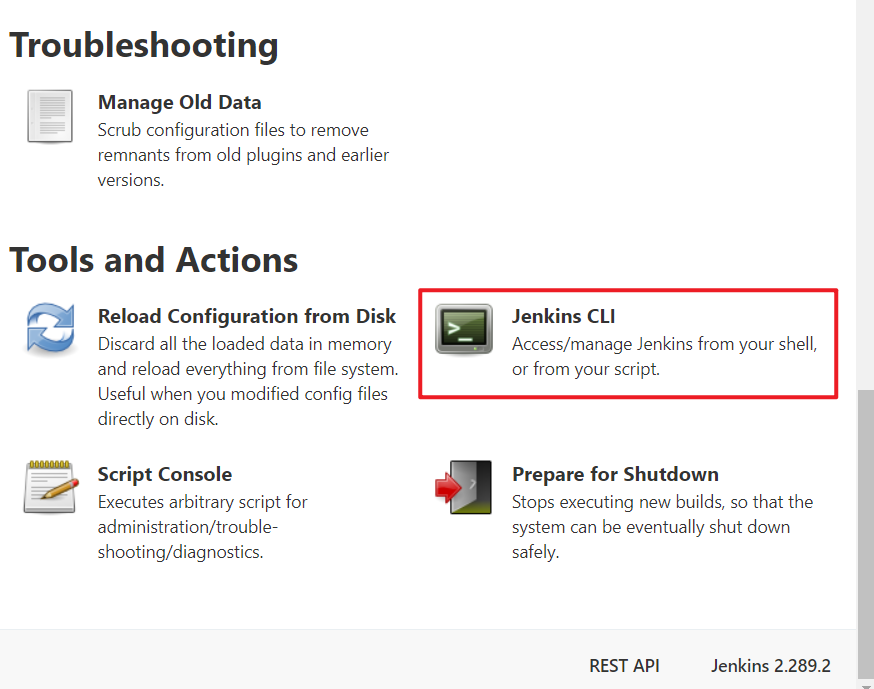 Troubleshooting
Manage Old Data
Scrub configuration files to remove
remnants from old plugins and earlier
versions.
Tools and Actions
Reload Configuration from Disk
Discard all the loaded data in memory
and reload everything from file system.
Useful when you modified config files
directly on disk.
Jenkins CLI
Access/manage Jenkins from your shell,
or from your script.
Script Console
Executes arbitrary script for
administration/trouble-
shooting/diagnostics.
Prepare for Shutdown
Stops executing new builds, so that the
system can be eventually shut down
safely.
REST API
Jenkins 2.289.2